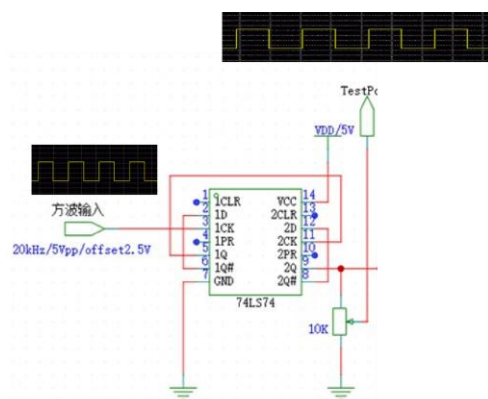 TestPo
VDD/5V
方波输入
20kHz/5Vpp/offset2.5V
1 1CLR VCC 14
2 1D 2CLR 13
3 1CK 2D 12
4 1PR 2CK 11
5 1Q 2PR 10
6 1Q# 2Q 9
7 GND 2Q# 8
74LS74
10K